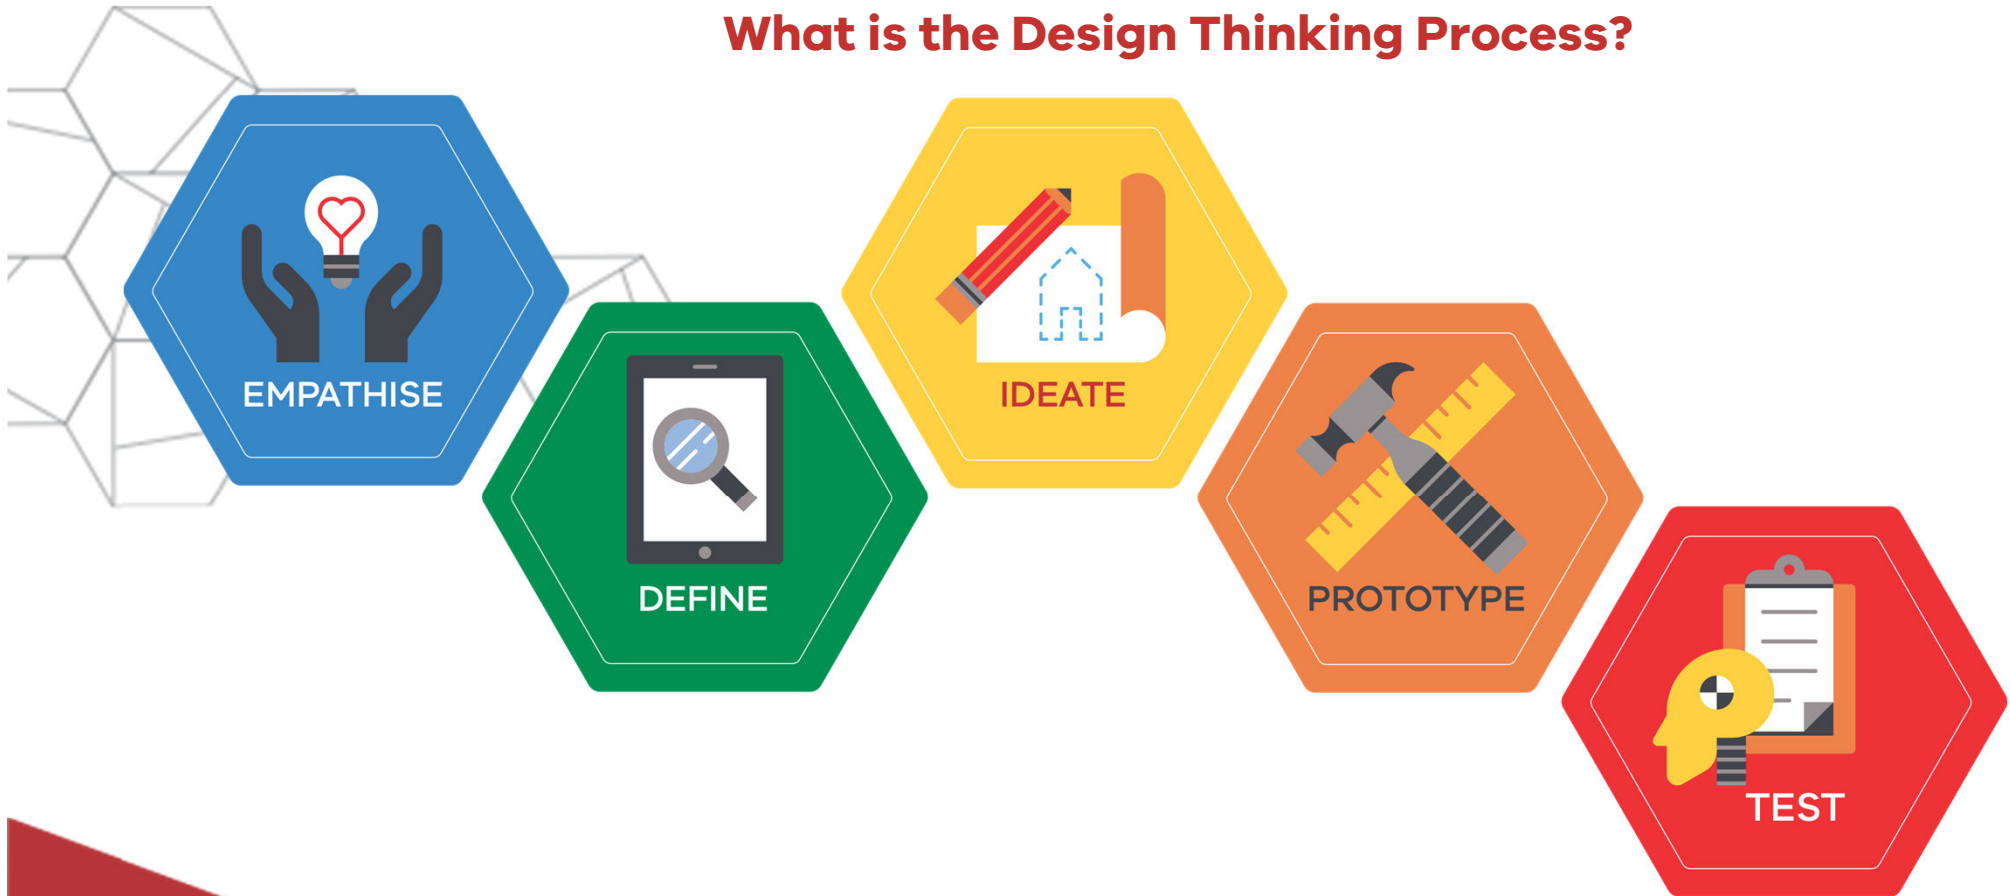 What is the Design Thinking Process?
EMPATHISE
DEFINE
IDEATE
PROTOTYPE
TEST